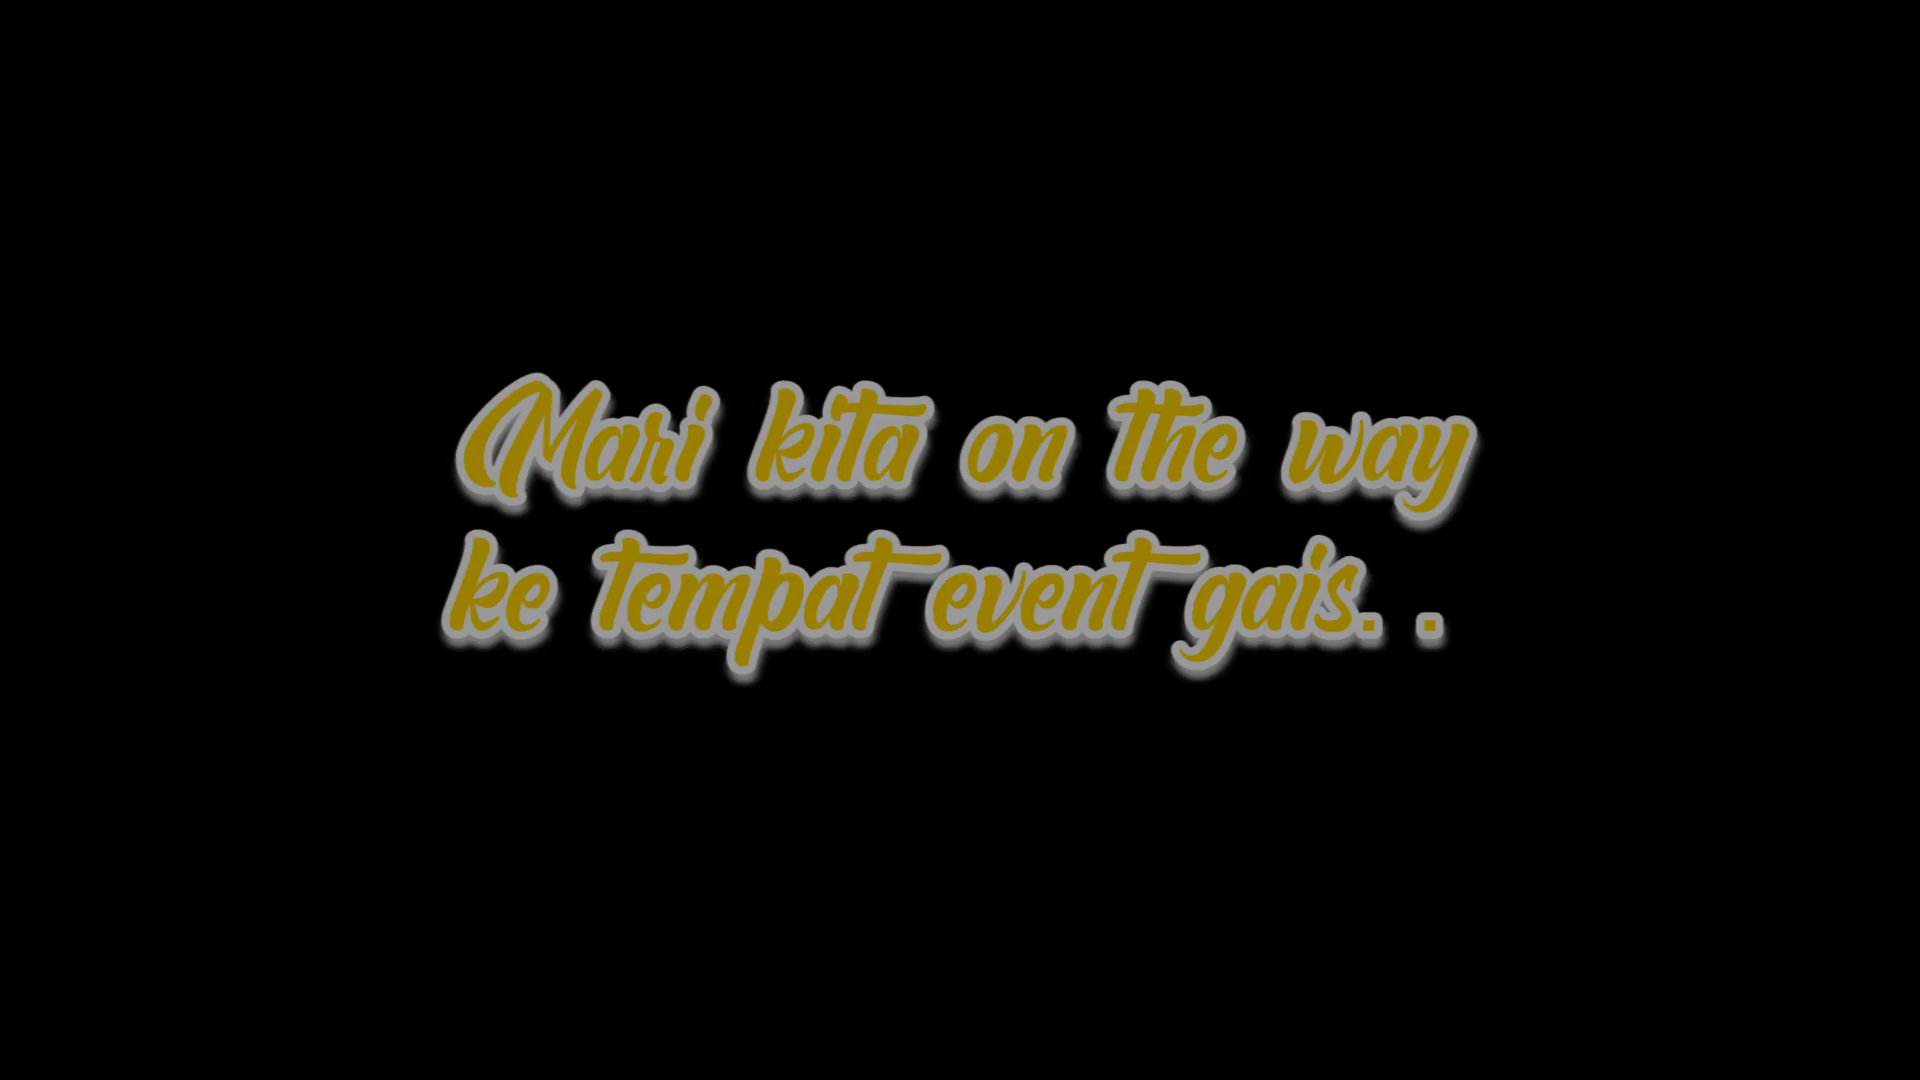 Mari kita on the way
ke tempat event gais. .